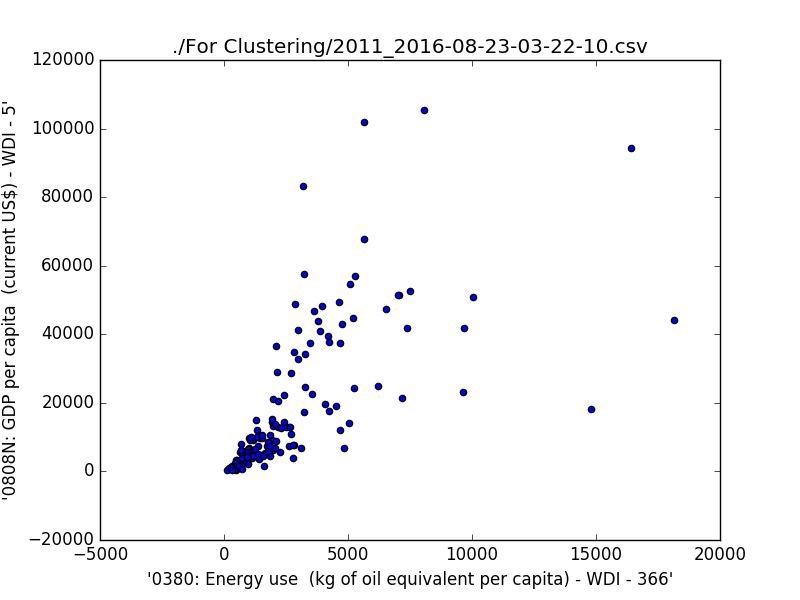 ./For Clustering/2011_2016-08-23-03-22-10.csv
120000
100000
80000
60000
40000
20000
0
−20000
−5000 0 5000 10000 15000 20000
'0808N: GDP per capita  (current US$) - WDI - 5'
'0380: Energy use  (kg of oil equivalent per capita) - WDI - 366'